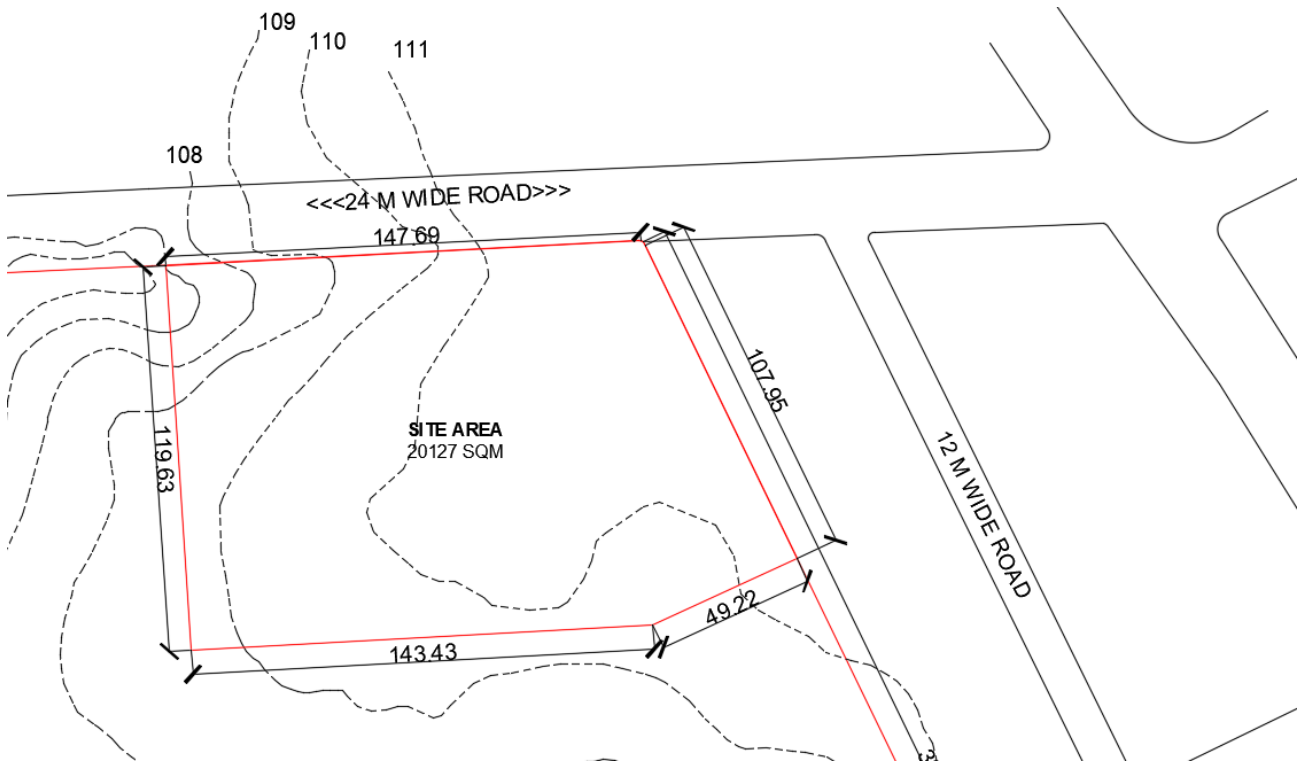 109
110
111
108
<<<24 M WIDE ROAD>>>
147.69
107.95
SITE AREA
20127 SQM
119.63
12 M WIDE ROAD
49.22
143.43